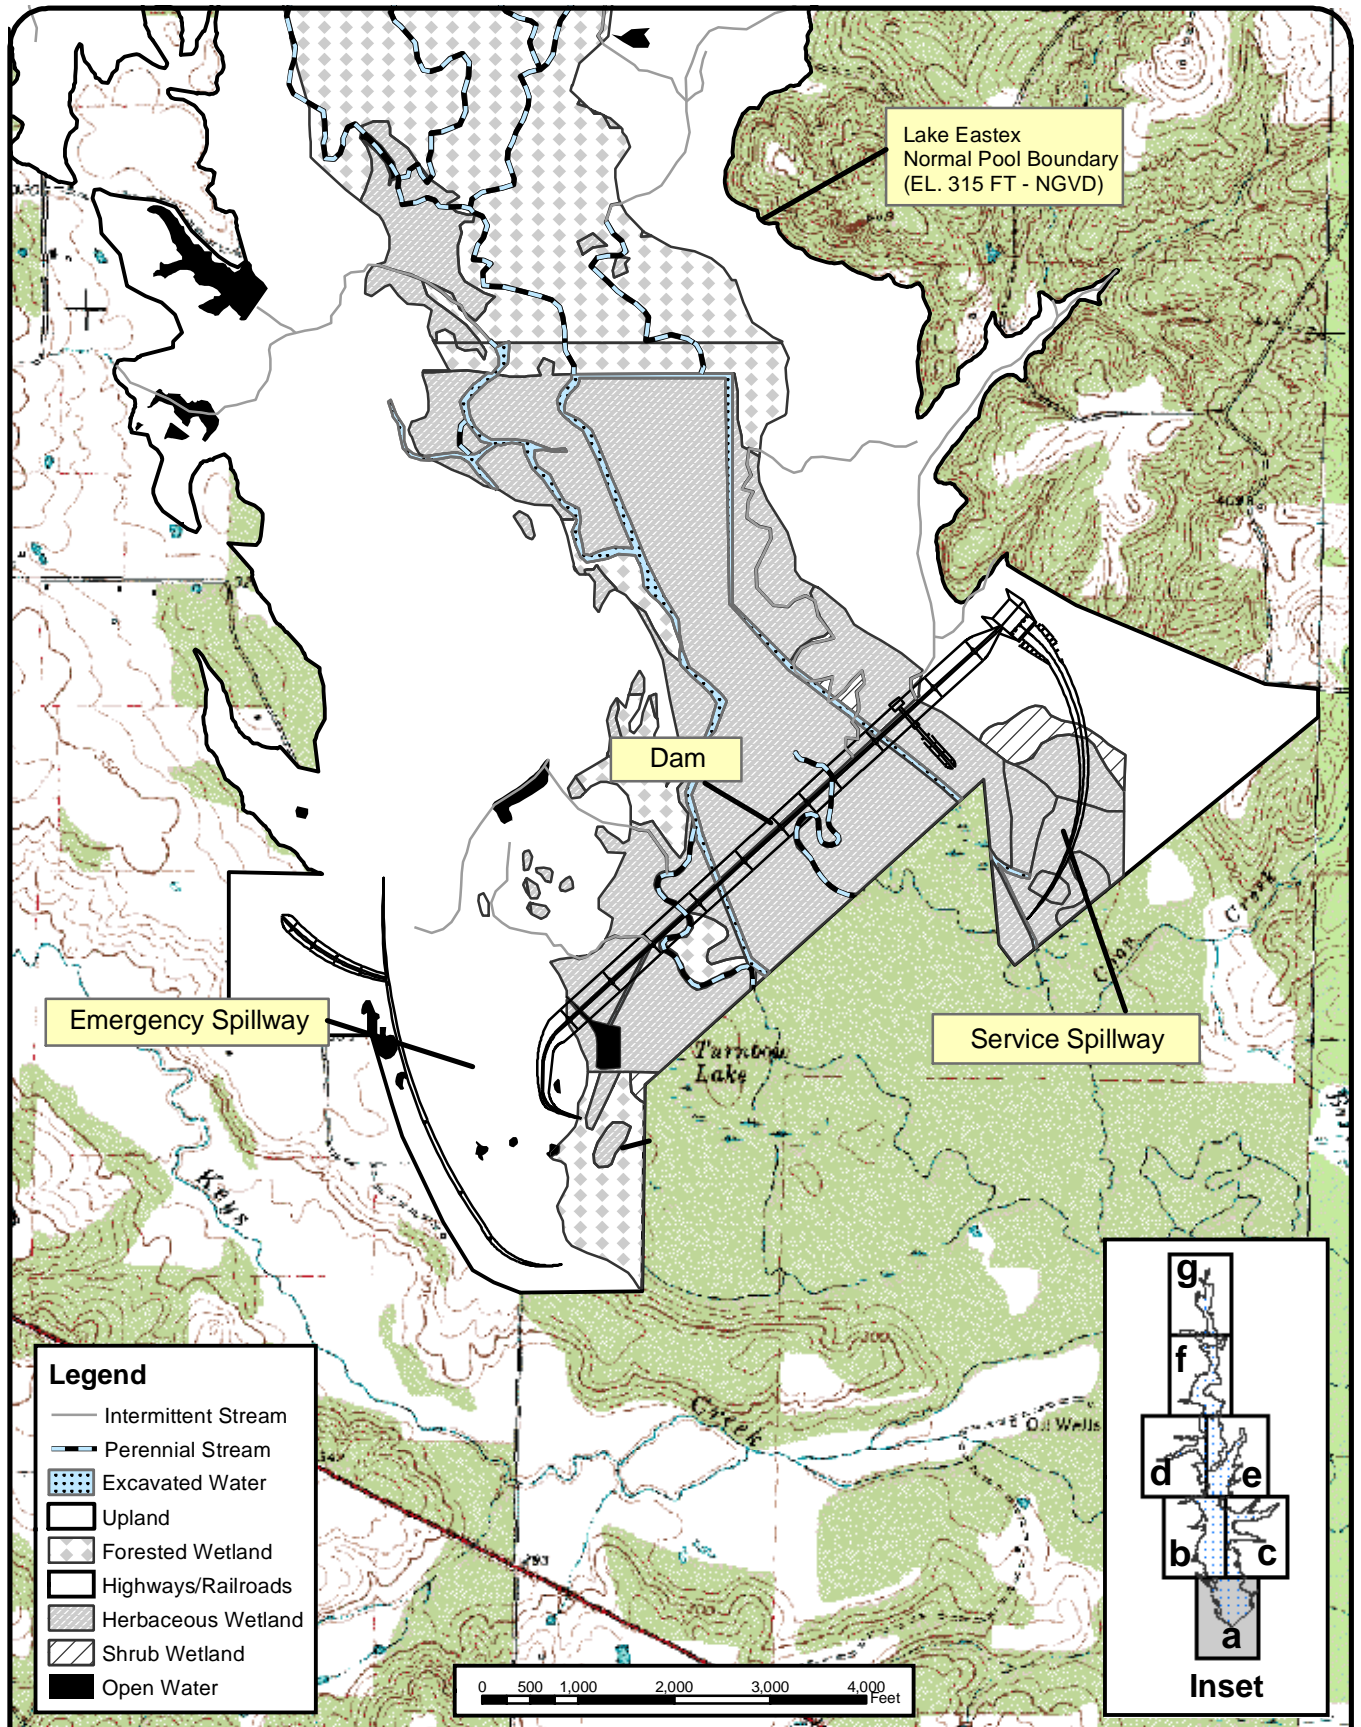 Lake Eastex
Normal Pool Boundary
(EL. 315 FT - NGVD)
Dam
Emergency Spillway
Service Spillway
Turnbow
Lake
Creek
Keys
Creek
Oil Wells
Legend
Intermittent Stream
Perennial Stream
Excavated Water
Upland
Forested Wetland
Highways/Railroads
Herbaceous Wetland
Shrub Wetland
Open Water
0 500 1,000 2,000 3,000 4,000
Feet
g
f
d e
b c
a
Inset